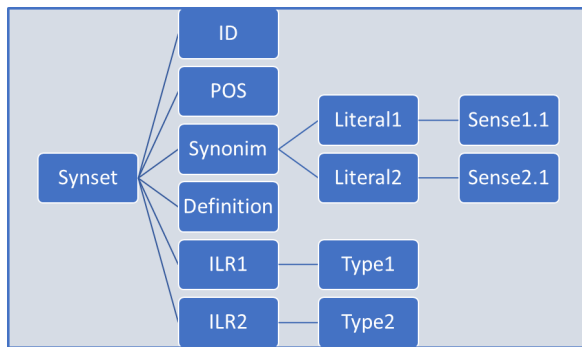 ID
POS
Literal1
Sense1.1
Synonim
Synset
Literal2
Sense2.1
Definition
ILR1
Type1
ILR2
Type2